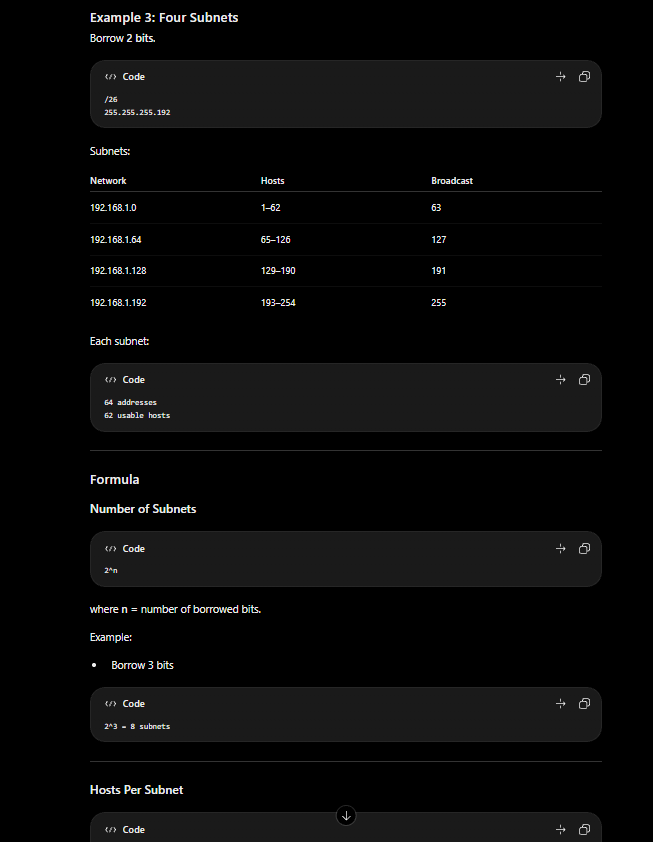 Example 3: Four Subnets
Borrow 2 bits.
Code
/26
255.255.255.192
Subnets:
Network Hosts Broadcast
192.168.1.0 1–62 63
192.168.1.64 65–126 127
192.168.1.128 129–190 191
192.168.1.192 193–254 255
Each subnet:
Code
64 addresses
62 usable hosts
Formula
Number of Subnets
Code
2^n
where n = number of borrowed bits.
Example:
• Borrow 3 bits
Code
2^3 = 8 subnets
Hosts Per Subnet
Code